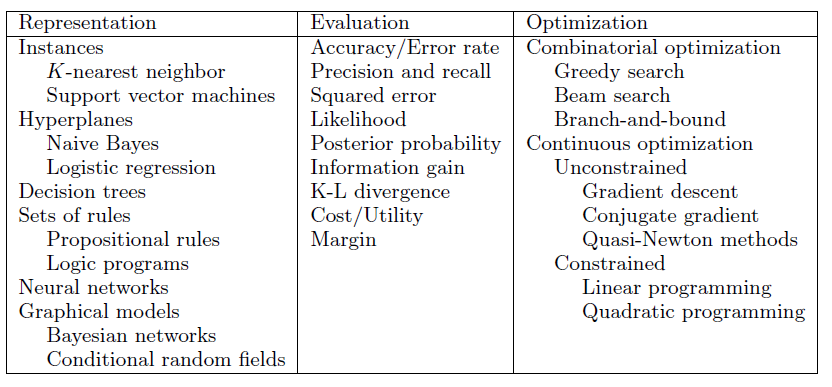 Representation Evaluation Optimization
Instances Accuracy/Error rate Combinatorial optimization
K-nearest neighbor Precision and recall Greedy search
Support vector machines Squared error Beam search
Hyperplanes Likelihood Branch-and-bound
Naive Bayes Posterior probability Continuous optimization
Logistic regression Information gain Unconstrained
Decision trees K-L divergence Gradient descent
Sets of rules Cost/Utility Conjugate gradient
Propositional rules Margin Quasi-Newton methods
Logic programs Constrained
Neural networks Linear programming
Graphical models Quadratic programming
Bayesian networks
Conditional random fields